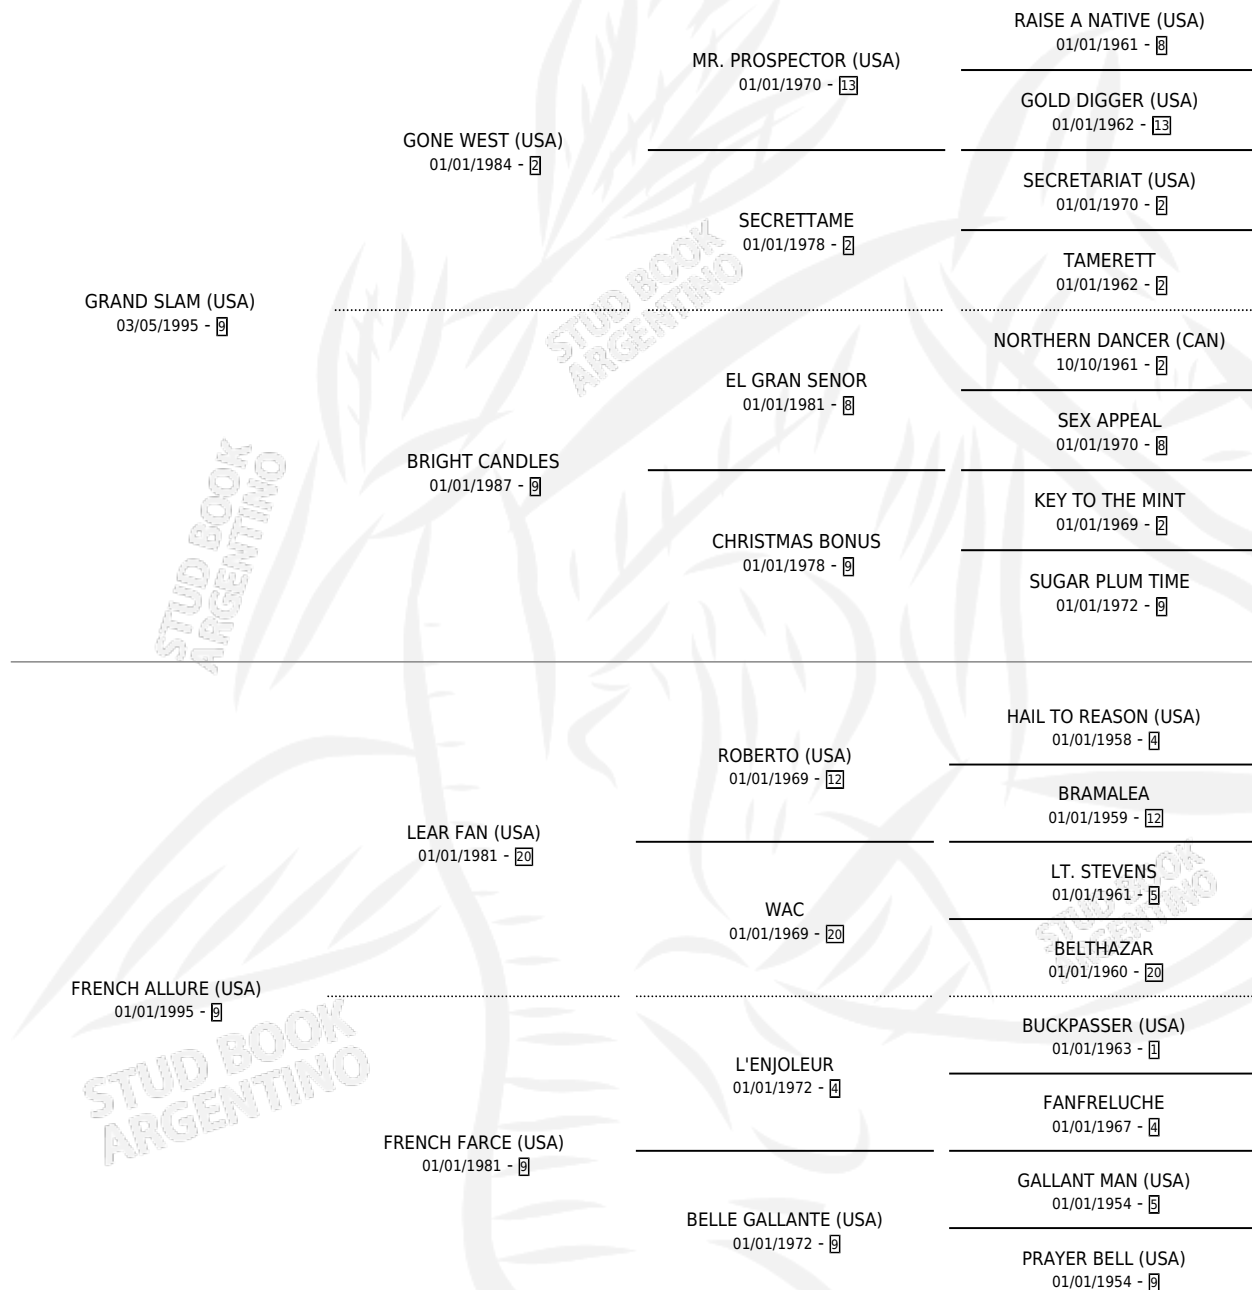 RAISE A NATIVE (USA)
01/01/1961 - 8
MR. PROSPECTOR (USA)
01/01/1970 - 13
GOLD DIGGER (USA)
01/01/1962 - 13
GONE WEST (USA)
01/01/1984 - 2
SECRETARIAT (USA)
01/01/1970 - 2
SECRETTAME
01/01/1978 - 2
TAMERETT
01/01/1962 - 2
GRAND SLAM (USA)
03/05/1995 - 9
NORTHERN DANCER (CAN)
10/10/1961 - 2
EL GRAN SENOR
01/01/1981 - 8
SEX APPEAL
01/01/1970 - 8
BRIGHT CANDLES
01/01/1987 - 9
KEY TO THE MINT
01/01/1969 - 2
CHRISTMAS BONUS
01/01/1978 - 9
SUGAR PLUM TIME
01/01/1972 - 9
HAIL TO REASON (USA)
01/01/1958 - 4
ROBERTO (USA)
01/01/1969 - 12
BRAMALEA
01/01/1959 - 12
LEAR FAN (USA)
01/01/1981 - 20
LT. STEVENS
01/01/1961 - 5
WAC
01/01/1969 - 20
BELTHAZAR
01/01/1960 - 20
FRENCH ALLURE (USA)
01/01/1995 - 9
BUCKPASSER (USA)
01/01/1963 - 1
L'ENJOLEUR
01/01/1972 - 4
FANFRELUCHE
01/01/1967 - 4
FRENCH FARCE (USA)
01/01/1981 - 9
GALLANT MAN (USA)
01/01/1954 - 5
BELLE GALLANTE (USA)
01/01/1972 - 9
PRAYER BELL (USA)
01/01/1954 - 9
STUD BOOK
ARGENTINO
STUD BOOK
ARGENTINO
STUD BOOK
ARGENTINO
STUD BOOK
ARGENTINO